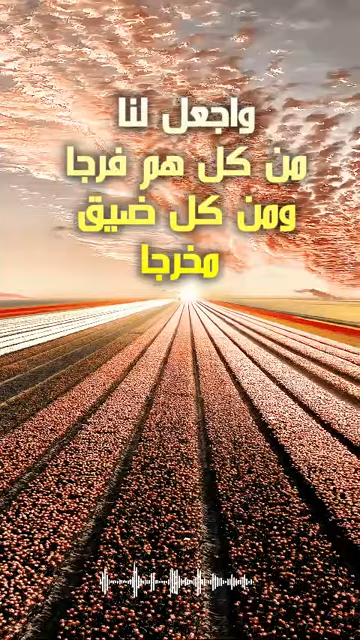 واجعل لنا
من كل هم فرجا
ومن كل ضيق
مخرجا